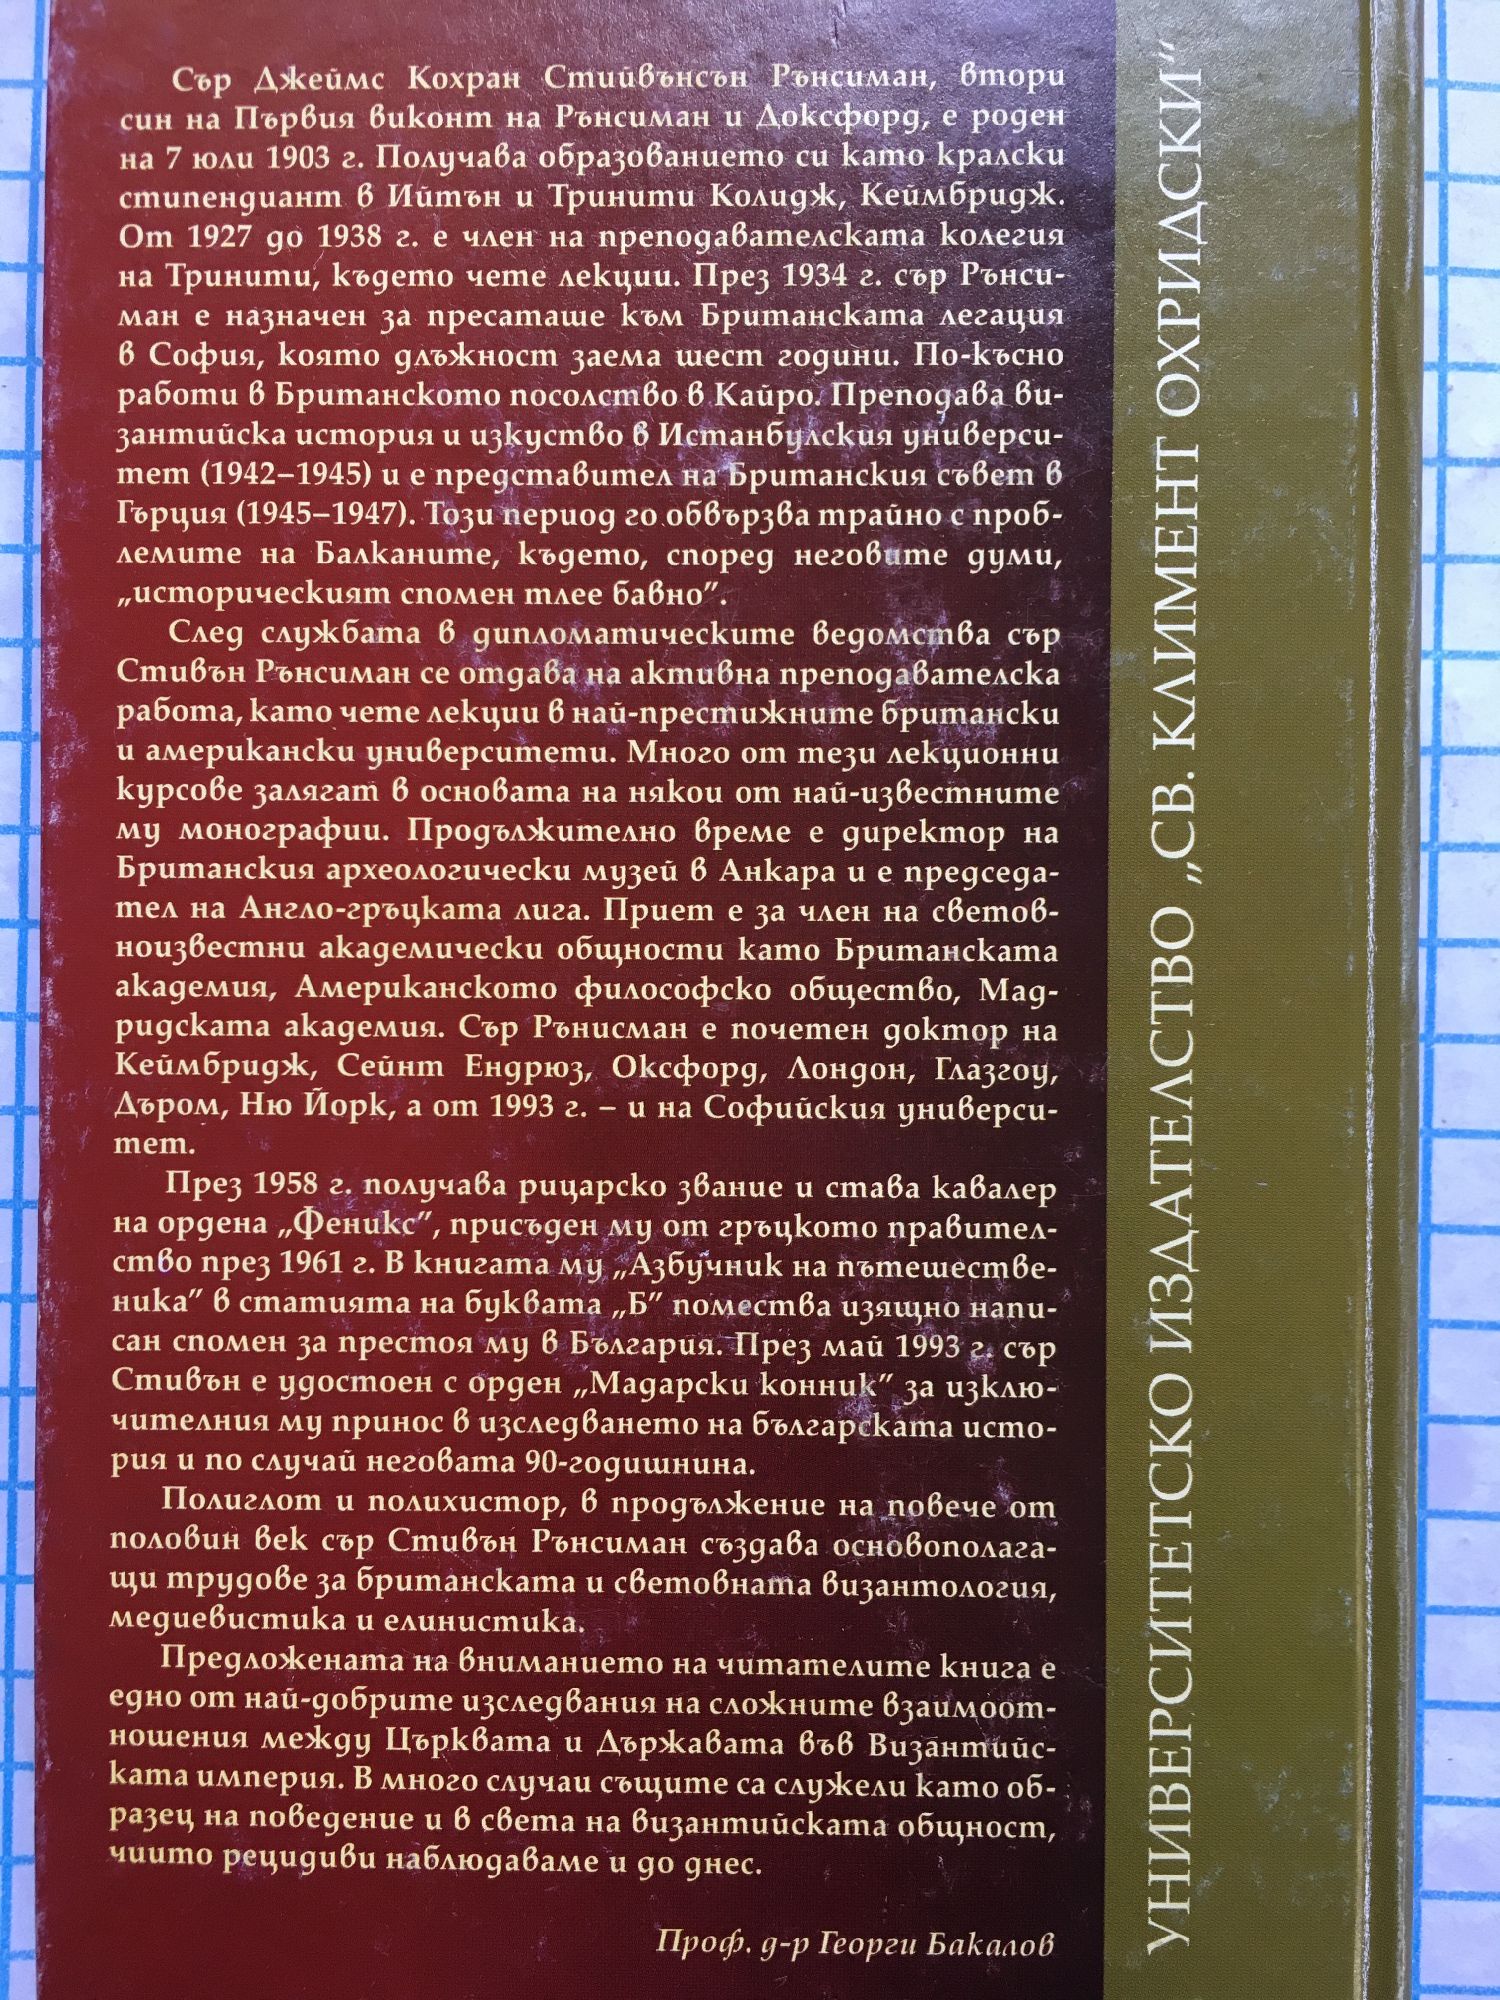 Сър Джеймс Кохран Стийвънсън Рънсиман, втори
син на Първия виконт на Рънсиман и Доксфорд, е роден
на 7 юли 1903 г. Получава образованието си като кралски
стипендиант в Ийтън и Тринити Колидж, Кеймбридж.
От 1927 до 1938 г. е член на преподавателската колегия
на Тринити, където чете лекции. През 1934 г. сър Рънси-
ман е назначен за пресаташе към Британската легация
в София, която длъжност заема шест години. По-късно
работи в Британското посолство в Кайро. Преподава ви-
зантийска история и изкуство в Истанбулския универси-
тет (1942–1945) и е представител на Британския съвет в
Гърция (1945–1947). Този период го обвързва трайно с проб-
лемите на Балканите, където, според неговите думи,
„историческият спомен тлее бавно”.
След службата в дипломатическите ведомства сър
Стивън Рънсиман се отдава на активна преподавателска
работа, като чете лекции в най-престижните британски
и американски университети. Много от тези лекционни
курсове залягат в основата на някои от най-известните
му монографии. Продължително време е директор на
Британския археологически музей в Анкара и е председа-
тел на Англо-гръцката лига. Приет е за член на светов-
ноизвестни академически общности като Британската
академия, Американското философско общество, Мад-
ридската академия. Сър Рънисман е почетен доктор на
Кеймбридж, Сейнт Ендрюз, Оксфорд, Лондон, Глазгоу,
Дъром, Ню Йорк, а от 1993 г. – и на Софийския универси-
тет.
През 1958 г. получава рицарско звание и става кавалер
на ордена „Феникс”, присъден му от гръцкото правител-
ство през 1961 г. В книгата му „Азбучник на пътешестве-
ника” в статията на буквата „Б” помества изящно напи-
сан спомен за престоя му в България. През май 1993 г. сър
Стивън е удостоен с орден „Мадарски конник” за изклю-
чителния му принос в изследването на българската исто-
рия и по случай неговата 90-годишнина.
Полиглот и полихистор, в продължение на повече от
половин век сър Стивън Рънсиман създава основополага-
щи трудове за британската и световната византология,
медиевистика и елинистика.
Предложената на вниманието на читателите книга е
едно от най-добрите изследвания на сложните взаимоот-
ношения между Църквата и Държавата във Византийс-
ката империя. В много случаи същите са служели като об-
разец на поведение и в света на византийската общност,
чиито рецидиви наблюдаваме и до днес.
Проф. д-р Георги Бакалов
УНИВЕРСИТЕТСКО ИЗДАТЕЛСТВО „СВ. КЛИМЕНТ ОХРИДСКИ“